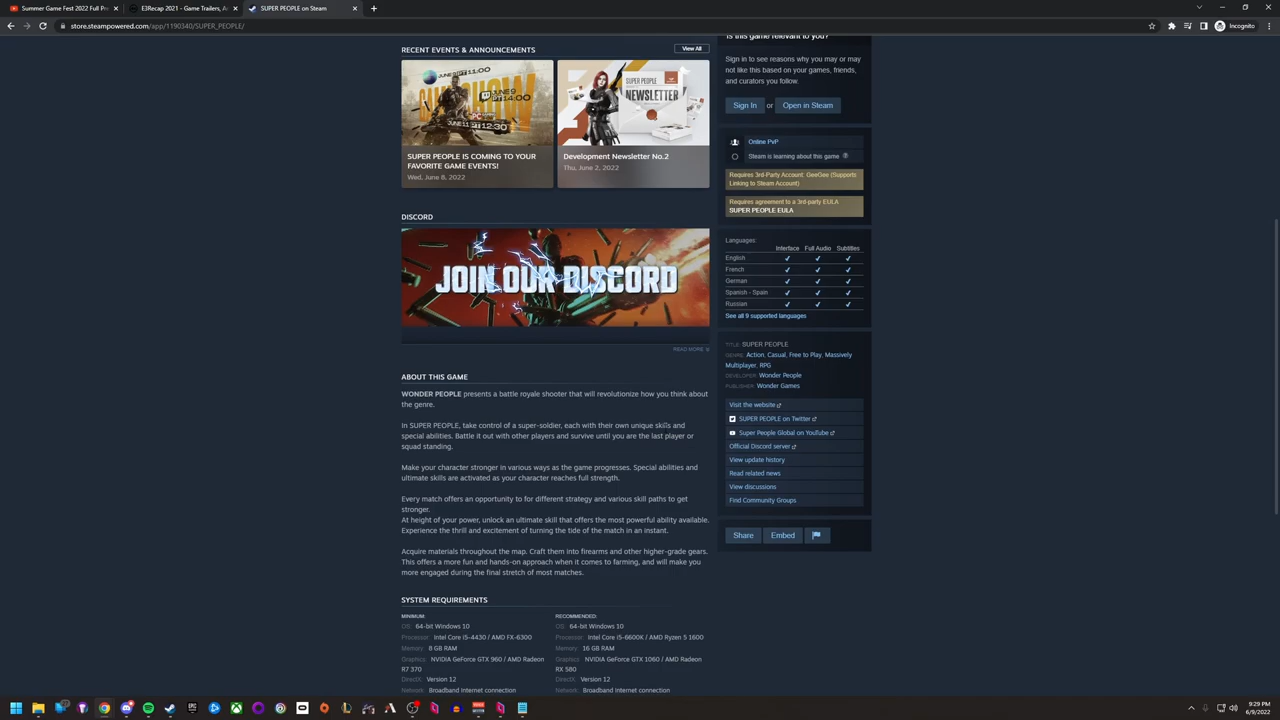 Summer Game Fest 2022 Full Pr
E3Recap 2021 – Game Trailers, A
SUPER PEOPLE on Steam
store.steampowered.com/app/1190340/SUPER_PEOPLE/
Incognito
RECENT EVENTS & ANNOUNCEMENTS
View All
JUNE 9 14:00
SUPER PEOPLE
NEWSLETTER
SUPER PEOPLE IS COMING TO YOUR
FAVORITE GAME EVENTS!
Wed, June 8, 2022
Development Newsletter No.2
Thu, June 2, 2022
DISCORD
JOIN OUR DISCORD
READ MORE
ABOUT THIS GAME
WONDER PEOPLE presents a battle royale shooter that will revolutionize how you think about
the genre.
In SUPER PEOPLE, take control of a super-soldier, each with their own unique skills and
special abilities. Battle it out with other players and survive until you are the last player or
squad standing.
Make your character stronger in various ways as the game progresses. Special abilities and
ultimate skills are activated as your character reaches full strength.
Every match offers an opportunity to for different strategy and various skill paths to get
stronger.
At height of your power, unlock an ultimate skill that offers the most powerful ability available.
Experience the thrill and excitement of turning the tide of the match in an instant.
Acquire materials throughout the map. Craft them into firearms and other higher-grade gears.
This offers a more fun and hands-on approach when it comes to farming, and will make you
more engaged during the final stretch of most matches.
SYSTEM REQUIREMENTS
MINIMUM:
OS: 64-bit Windows 10
Processor: Intel Core i5-4430 / AMD FX-6300
Memory: 8 GB RAM
Graphics: NVIDIA GeForce GTX 960 / AMD Radeon
R7 370
DirectX: Version 12
Network: Broadband Internet connection
RECOMMENDED:
OS: 64-bit Windows 10
Processor: Intel Core i5-6600K / AMD Ryzen 5 1600
Memory: 16 GB RAM
Graphics: NVIDIA GeForce GTX 1060 / AMD Radeon
RX 580
DirectX: Version 12
Network: Broadband Internet connection
Is this game relevant to you?
Sign in to see reasons why you may or may
not like this based on your games, friends,
and curators you follow.
Sign In or Open in Steam
Online PvP
Steam is learning about this game ?
Requires 3rd-Party Account: GeeGee (Supports
Linking to Steam Account)
Requires agreement to a 3rd-party EULA
SUPER PEOPLE EULA
Languages:
Interface Full Audio Subtitles
English ✔ ✔ ✔
French ✔ ✔ ✔
German ✔ ✔ ✔
Spanish - Spain ✔ ✔ ✔
Russian ✔ ✔ ✔
See all 9 supported languages
TITLE: SUPER PEOPLE
GENRE: Action, Casual, Free to Play, Massively
Multiplayer, RPG
DEVELOPER: Wonder People
PUBLISHER: Wonder Games
Visit the website
SUPER PEOPLE on Twitter
Super People Global on YouTube
Official Discord server
View update history
Read related news
View discussions
Find Community Groups
Share
Embed
9:29 PM
6/9/2022